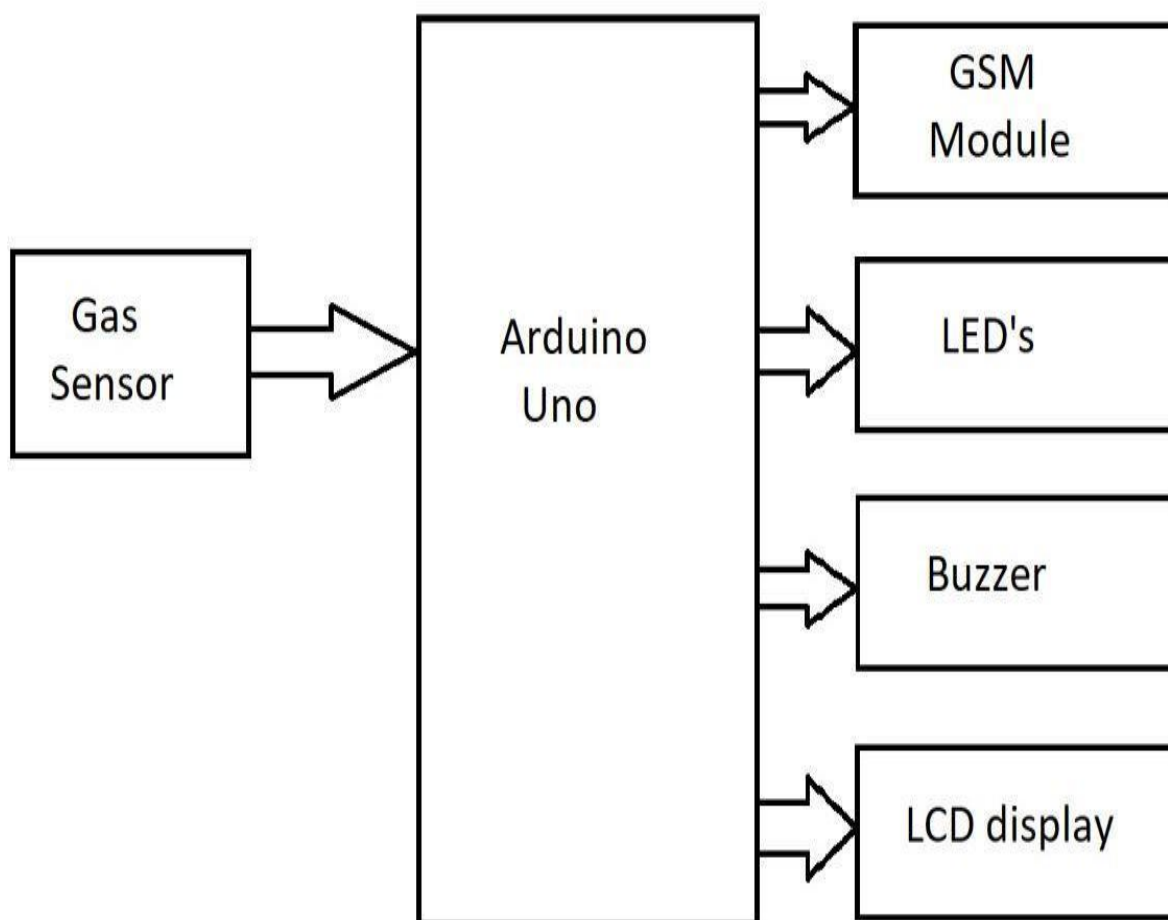 Gas
Sensor
Arduino
Uno
GSM
Module
LED's
Buzzer
LCD display